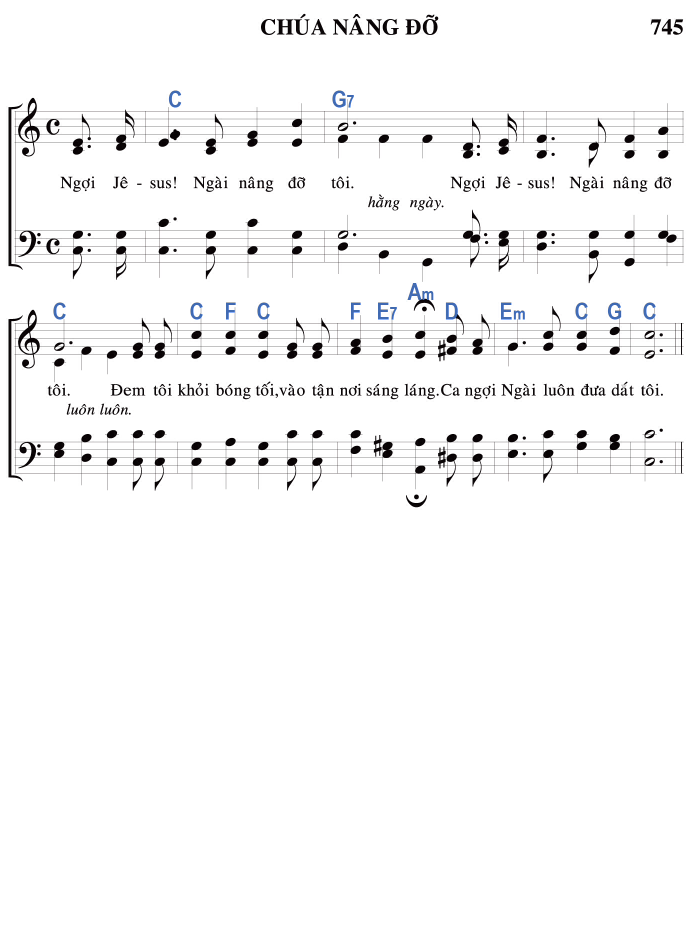 CHÚA NÂNG ĐỠ 745
C G7
Ngợi Jê - sus! Ngài nâng đỡ tôi. Ngợi Jê - sus! Ngài nâng đỡ
hằng ngày.
C C F C F E7 Am D Em C G C
tôi. Đem tôi khỏi bóng tối,vào tận nơi sáng láng.Ca ngợi Ngài luôn đưa dắt tôi.
luôn luôn.